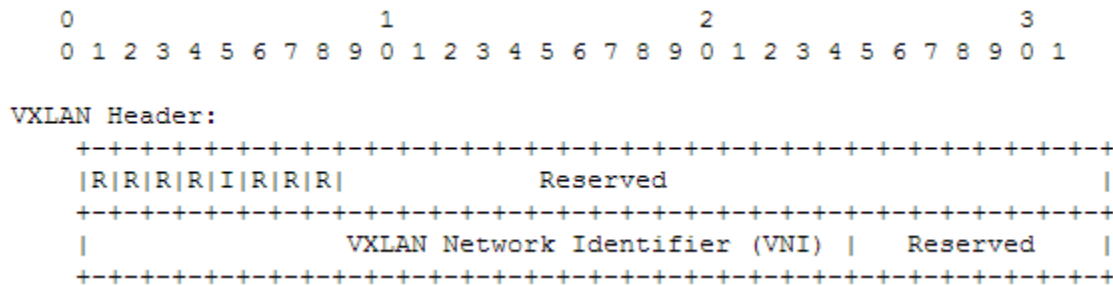 0                   1                   2                   3
0 1 2 3 4 5 6 7 8 9 0 1 2 3 4 5 6 7 8 9 0 1 2 3 4 5 6 7 8 9 0 1
VXLAN Header:
+-+-+-+-+-+-+-+-+-+-+-+-+-+-+-+-+-+-+-+-+-+-+-+-+-+-+-+-+-+-+-+-+
|R|R|R|R|I|R|R|R|            Reserved                           |
+-+-+-+-+-+-+-+-+-+-+-+-+-+-+-+-+-+-+-+-+-+-+-+-+-+-+-+-+-+-+-+-+
|                VXLAN Network Identifier (VNI) |   Reserved    |
+-+-+-+-+-+-+-+-+-+-+-+-+-+-+-+-+-+-+-+-+-+-+-+-+-+-+-+-+-+-+-+-+